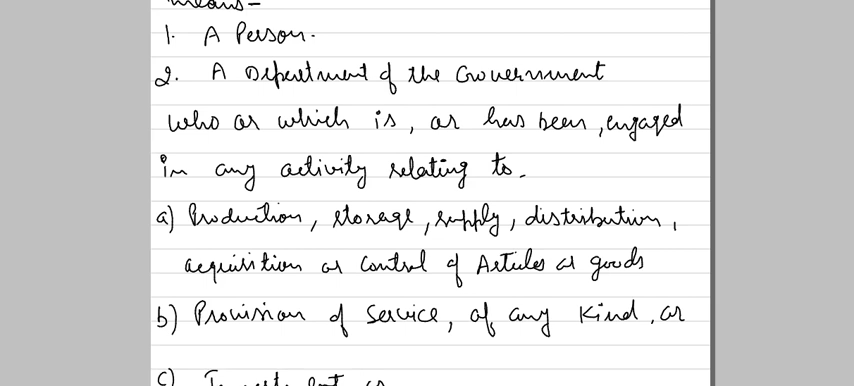 means-
1. A Person.
2. A Department of the Government
who or which is, or has been, engaged
in any activity relating to.
a) Production, storage, supply, distribution,
acquisition or Control of Articles or goods
b) Provision of Service, of, any Kind, or
c)